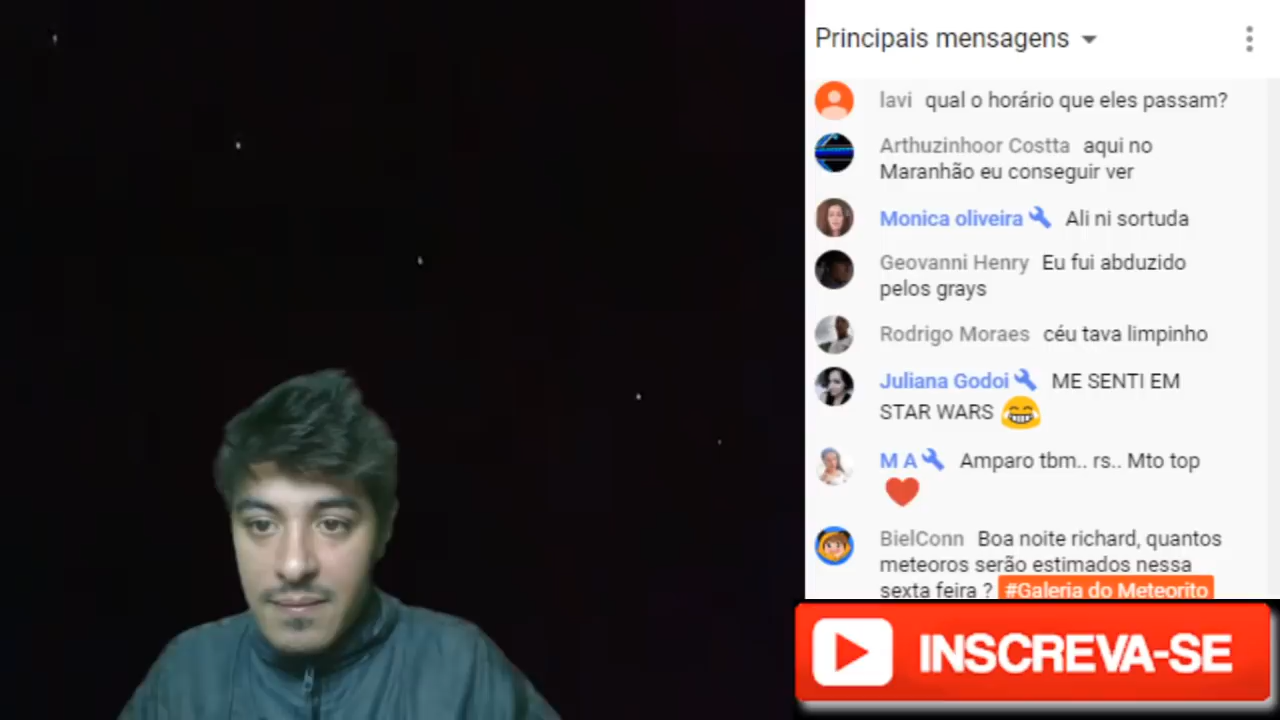 Principais mensagens
lavi qual o horário que eles passam?
Arthuzinhoor Costta aqui no
Maranhão eu conseguir ver
Monica oliveira Ali ni sortuda
Geovanni Henry Eu fui abduzido
pelos grays
Rodrigo Moraes céu tava limpinho
Juliana Godoi ME SENTI EM
STAR WARS
M A Amparo tbm.. rs.. Mto top
BielConn Boa noite richard, quantos
meteoros serão estimados nessa
sexta feira ? #Galeria do Meteorito
INSCREVA-SE